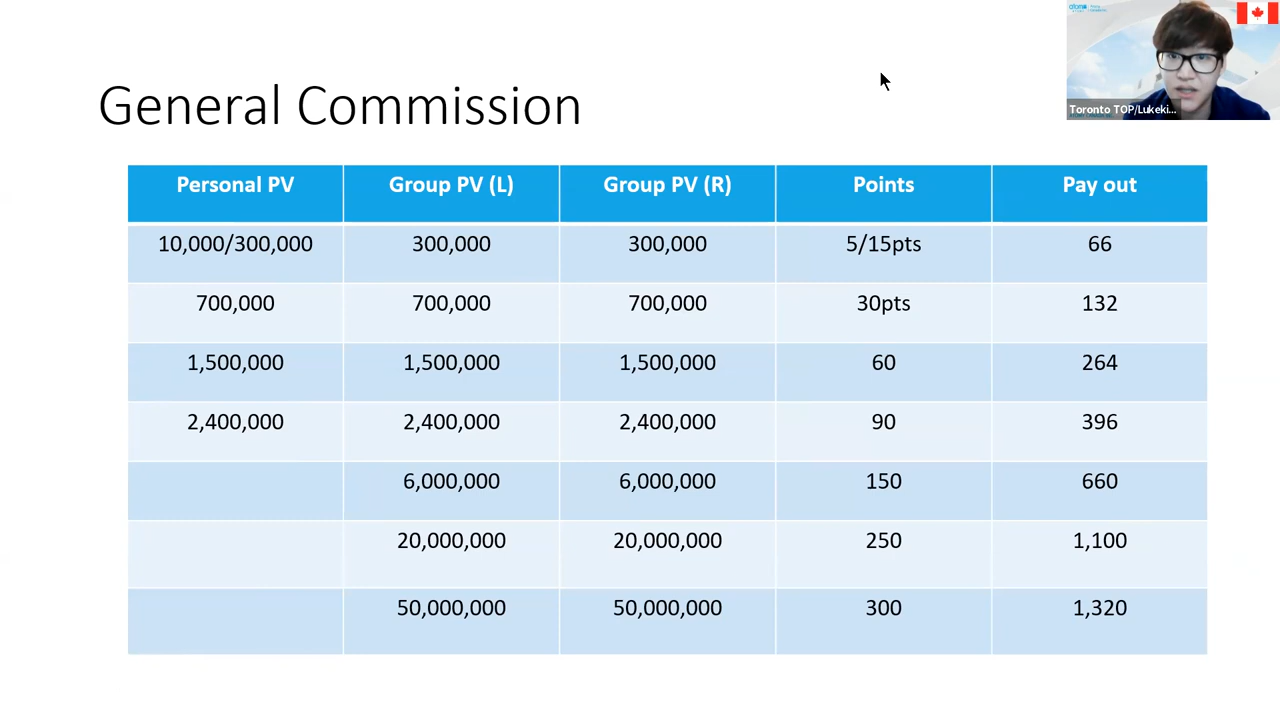 General Commission
Toronto TOP/Lukeki...
Personal PV Group PV (L) Group PV (R) Points Pay out
10,000/300,000 300,000 300,000 5/15pts 66
700,000 700,000 700,000 30pts 132
1,500,000 1,500,000 1,500,000 60 264
2,400,000 2,400,000 2,400,000 90 396
6,000,000 6,000,000 150 660
20,000,000 20,000,000 250 1,100
50,000,000 50,000,000 300 1,320